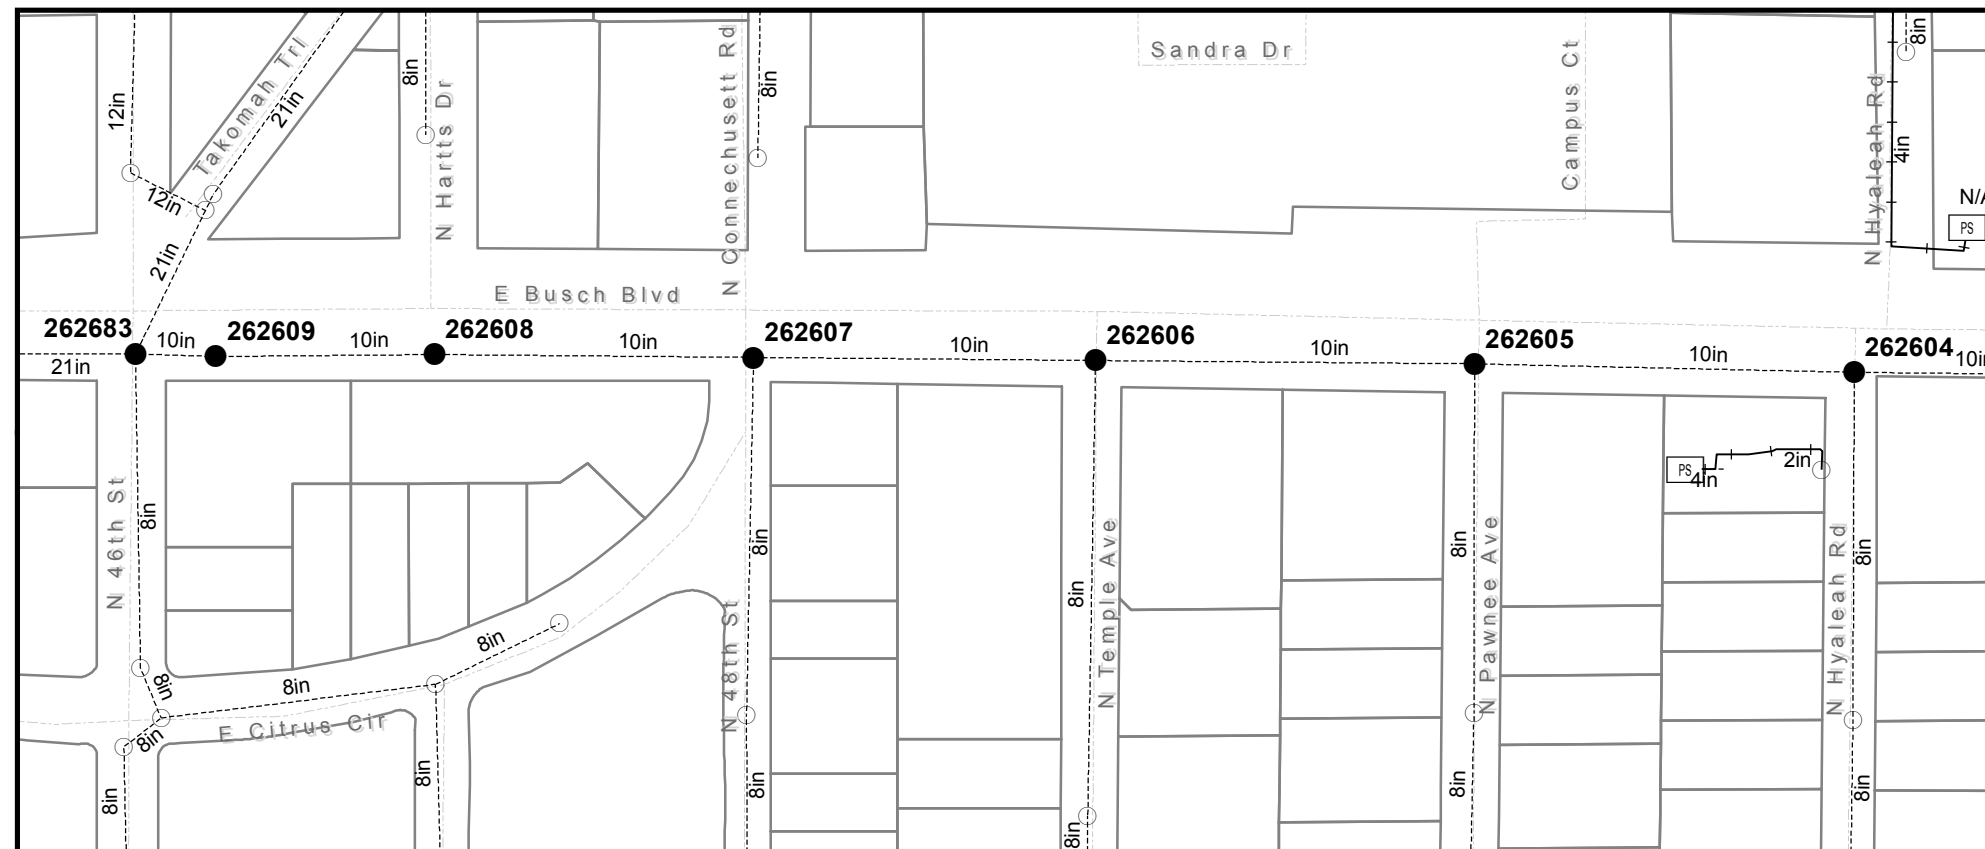 Sandra Dr
8in
12in
Takomah Trl
21in
8in
N Hartts Dr
N Connechusett Rd
8in
Campus Ct
N Hyaleah Rd
4in
N/A
PS
12in
21in
E Busch Blvd
262683
10in
262609
10in
262608
10in
262607
10in
262606
10in
262605
10in
262604
10in
21in
PS
4in
2in
N 46th St
8in
8in
N 48th St
8in
N Temple Ave
8in
N Pawnee Ave
N Hyaleah Rd
8in
8in
8in
8in
E Citrus Cir
8in
8in
8in
8in
8in
8in
8in